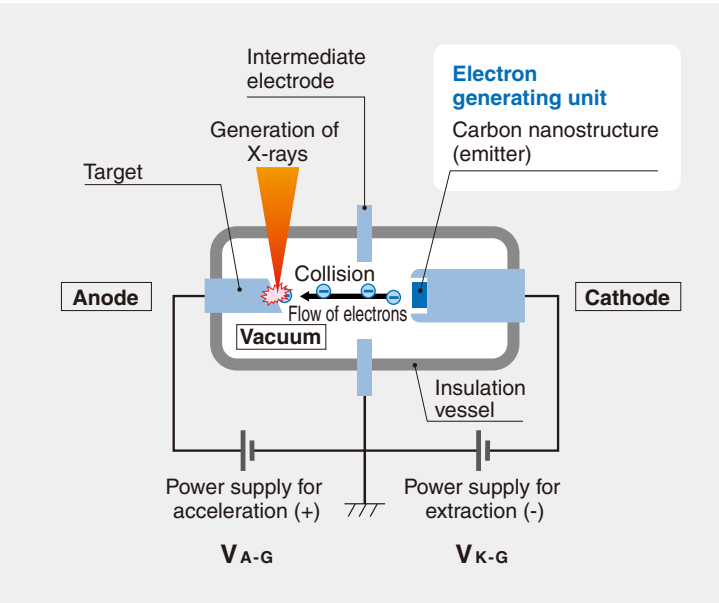 Intermediate
electrode
Electron
generating unit
Carbon nanostructure
(emitter)
Generation of
X-rays
Target
Anode
Collision
Flow of electrons
Vacuum
Cathode
Insulation
vessel
Power supply for
acceleration (+)
Power supply for
extraction (-)
VA-G
VK-G